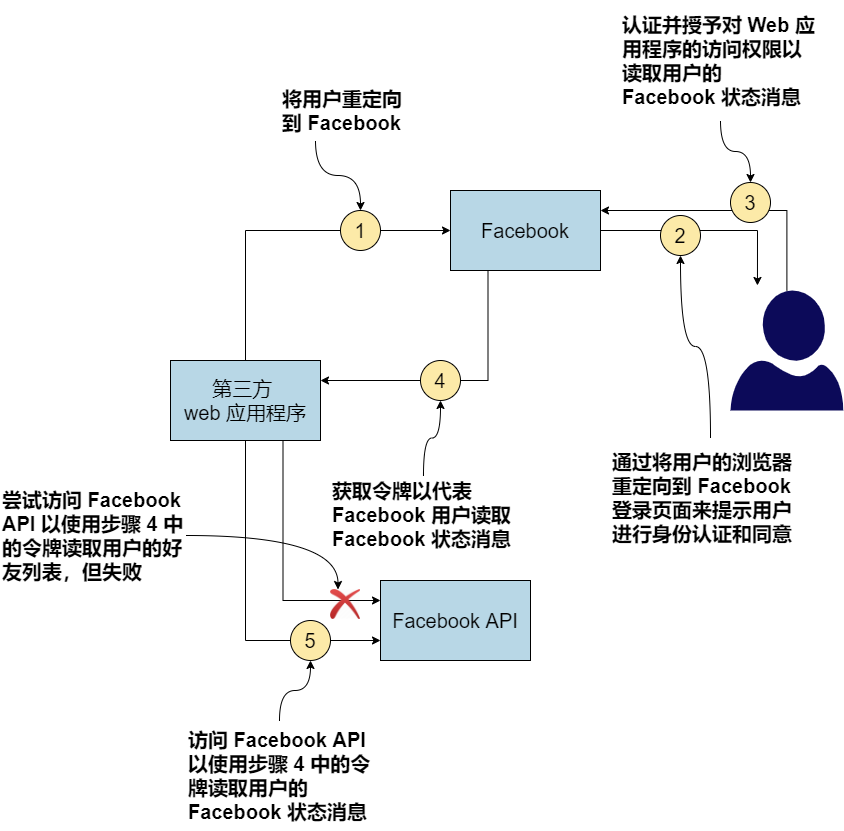 认证并授予对 Web 应
用程序的访问权限以
读取用户的
Facebook 状态消息
将用户重定向
到 Facebook
3
1
Facebook
2
第三方
web 应用程序
4
通过将用户的浏览器
重定向到 Facebook
登录页面来提示用户
进行身份认证和同意
获取令牌以代表
Facebook 用户读取
Facebook 状态消息
尝试访问 Facebook
API 以使用步骤 4 中
的令牌读取用户的好
友列表，但失败
Facebook API
5
访问 Facebook API
以使用步骤 4 中的令
牌读取用户的
Facebook 状态消息